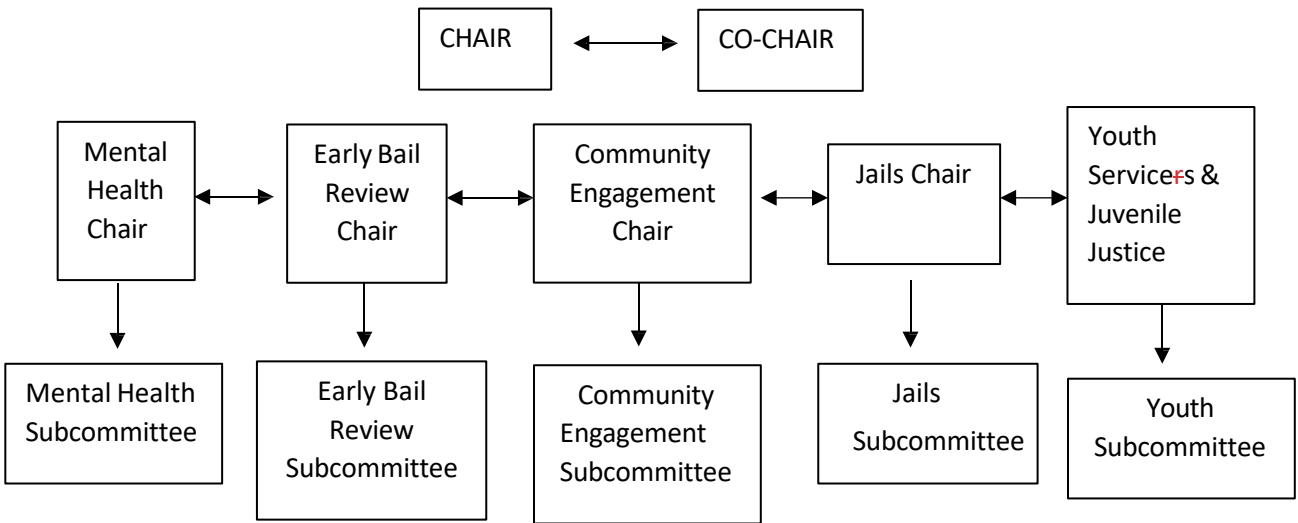 CHAIR
CO-CHAIR
Mental
Health
Chair
Early Bail
Review
Chair
Community
Engagement
Chair
Jails Chair
Youth
Servicers &
Juvenile
Justice
Mental Health
Subcommittee
Early Bail
Review
Subcommittee
Community
Engagement
Subcommittee
Jails
Subcommittee
Youth
Subcommittee